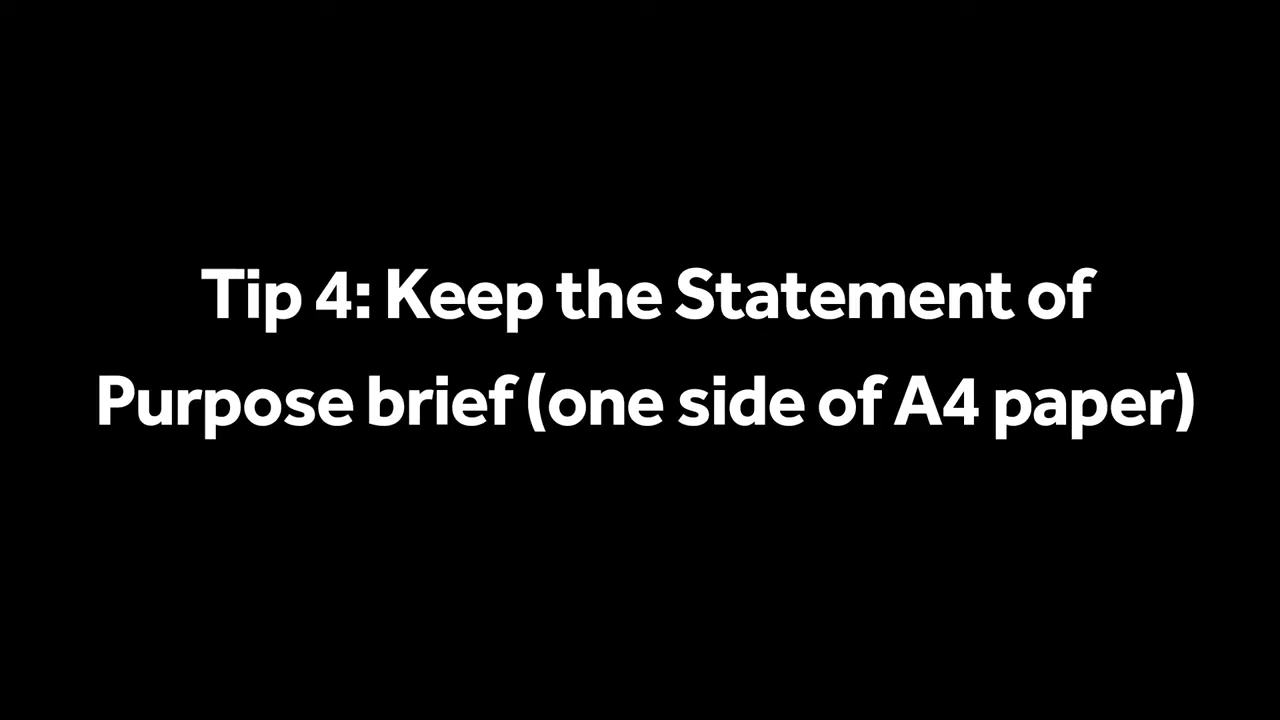 Tip 4: Keep the Statement of
Purpose brief (one side of A4 paper)